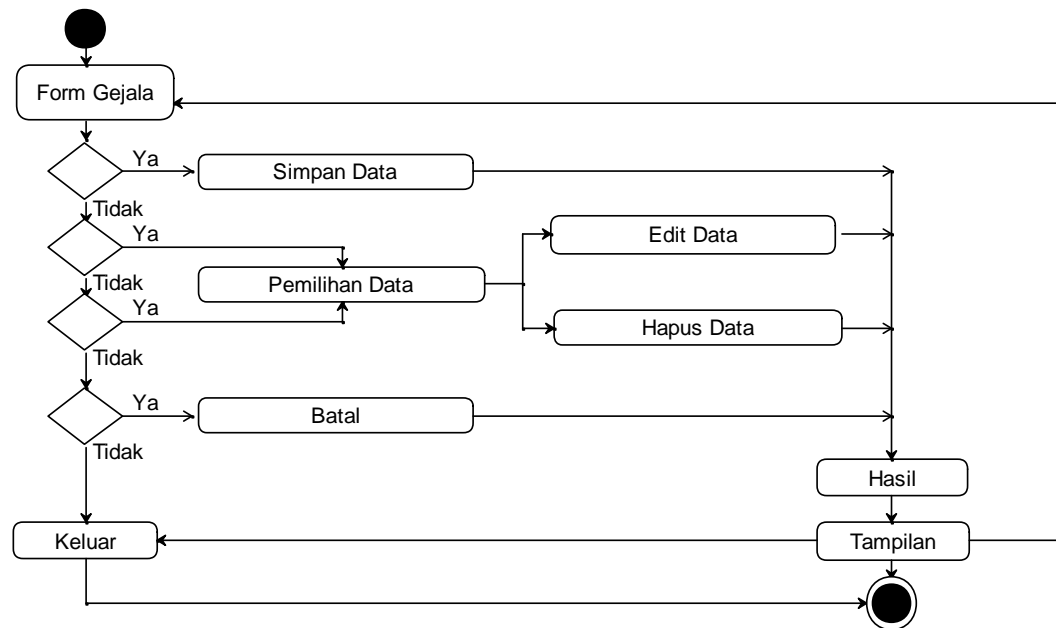 Form Gejala
Ya
Simpan Data
Tidak
Ya
Edit Data
Pemilihan Data
Tidak
Ya
Hapus Data
Tidak
Ya
Batal
Tidak
Hasil
Keluar
Tampilan